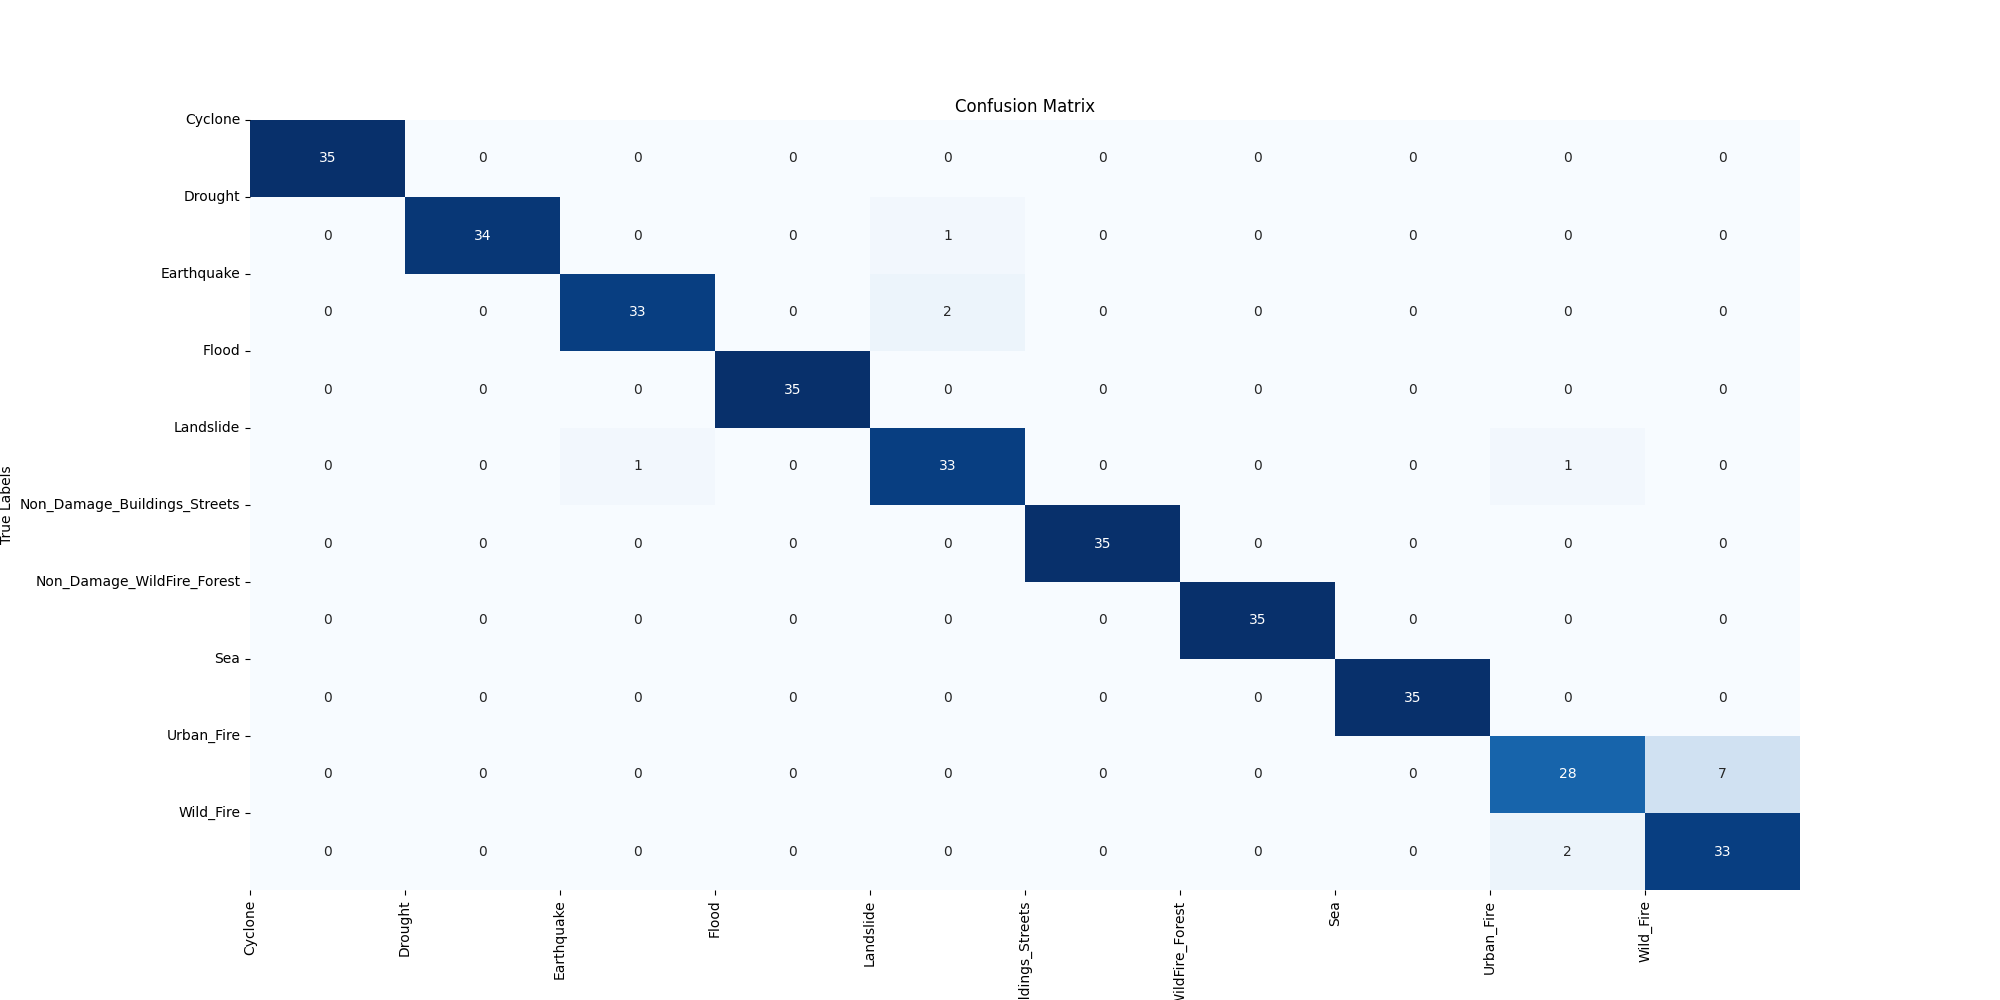 Confusion Matrix
Cyclone
35 0 0 0 0 0 0 0 0 0
Drought
0 34 0 0 1 0 0 0 0 0
Earthquake
0 0 33 0 2 0 0 0 0 0
Flood
0 0 0 35 0 0 0 0 0 0
Landslide
0 0 1 0 33 0 0 0 1 0
True Labels
Non_Damage_Buildings_Streets
0 0 0 0 0 35 0 0 0 0
Non_Damage_WildFire_Forest
0 0 0 0 0 0 35 0 0 0
Sea
0 0 0 0 0 0 0 35 0 0
Urban_Fire
0 0 0 0 0 0 0 0 28 7
Wild_Fire
0 0 0 0 0 0 0 0 2 33
Cyclone
Drought
Earthquake
Flood
Landslide
ldings_Streets
WildFire_Forest
Sea
Urban_Fire
Wild_Fire